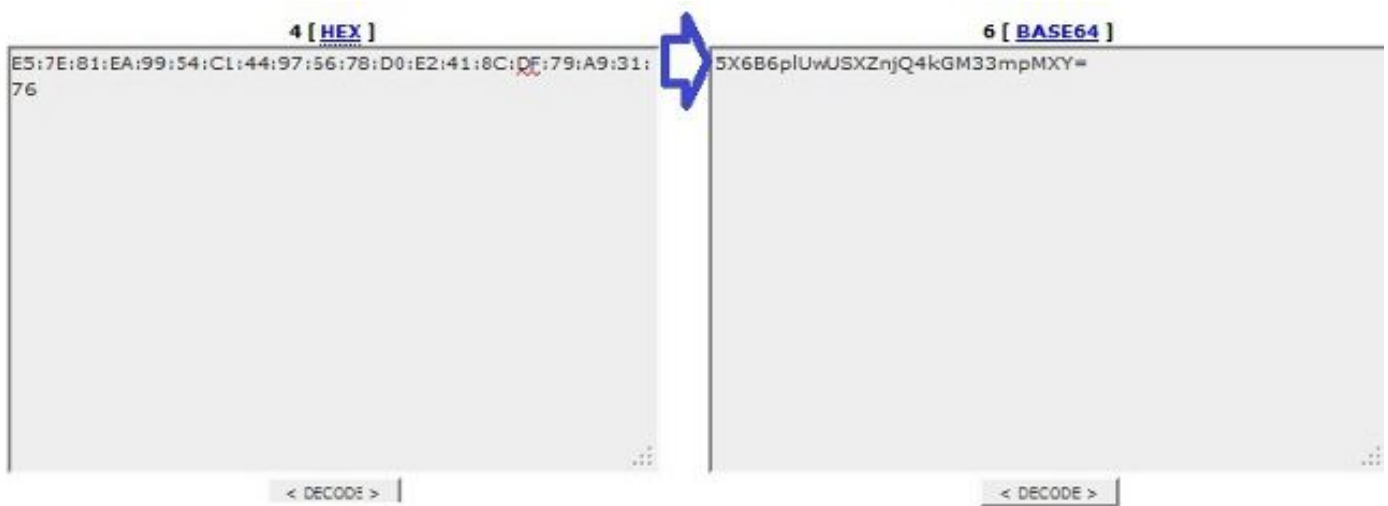 4 [ HEX ]
E5:7E:81:EA:99:54:C1:44:97:56:78:D0:E2:41:8C:DF:79:A9:31:
76
< DECODE >
6 [ BASE64 ]
5X6B6plUwUSXZnjQ4kGM33mpMXY=
< DECODE >